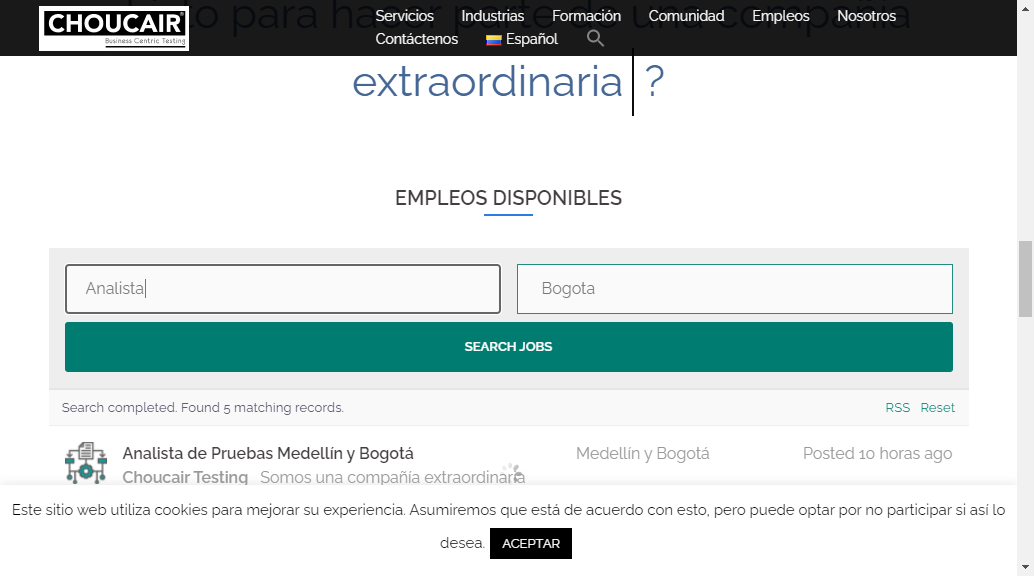 CHOUCAIR
Business Centric Testing
Servicios Industrias Formación Comunidad Empleos Nosotros
Contáctenos Español
para hacer parte de una compañía
extraordinaria ?
EMPLEOS DISPONIBLES
Analista Bogota
SEARCH JOBS
Search completed. Found 5 matching records. RSS Reset
Analista de Pruebas Medellín y Bogotá Medellín y Bogotá Posted 10 horas ago
Choucair Testing Somos una compañía extraordinaria
Este sitio web utiliza cookies para mejorar su experiencia. Asumiremos que está de acuerdo con esto, pero puede optar por no participar si así lo
desea. ACEPTAR